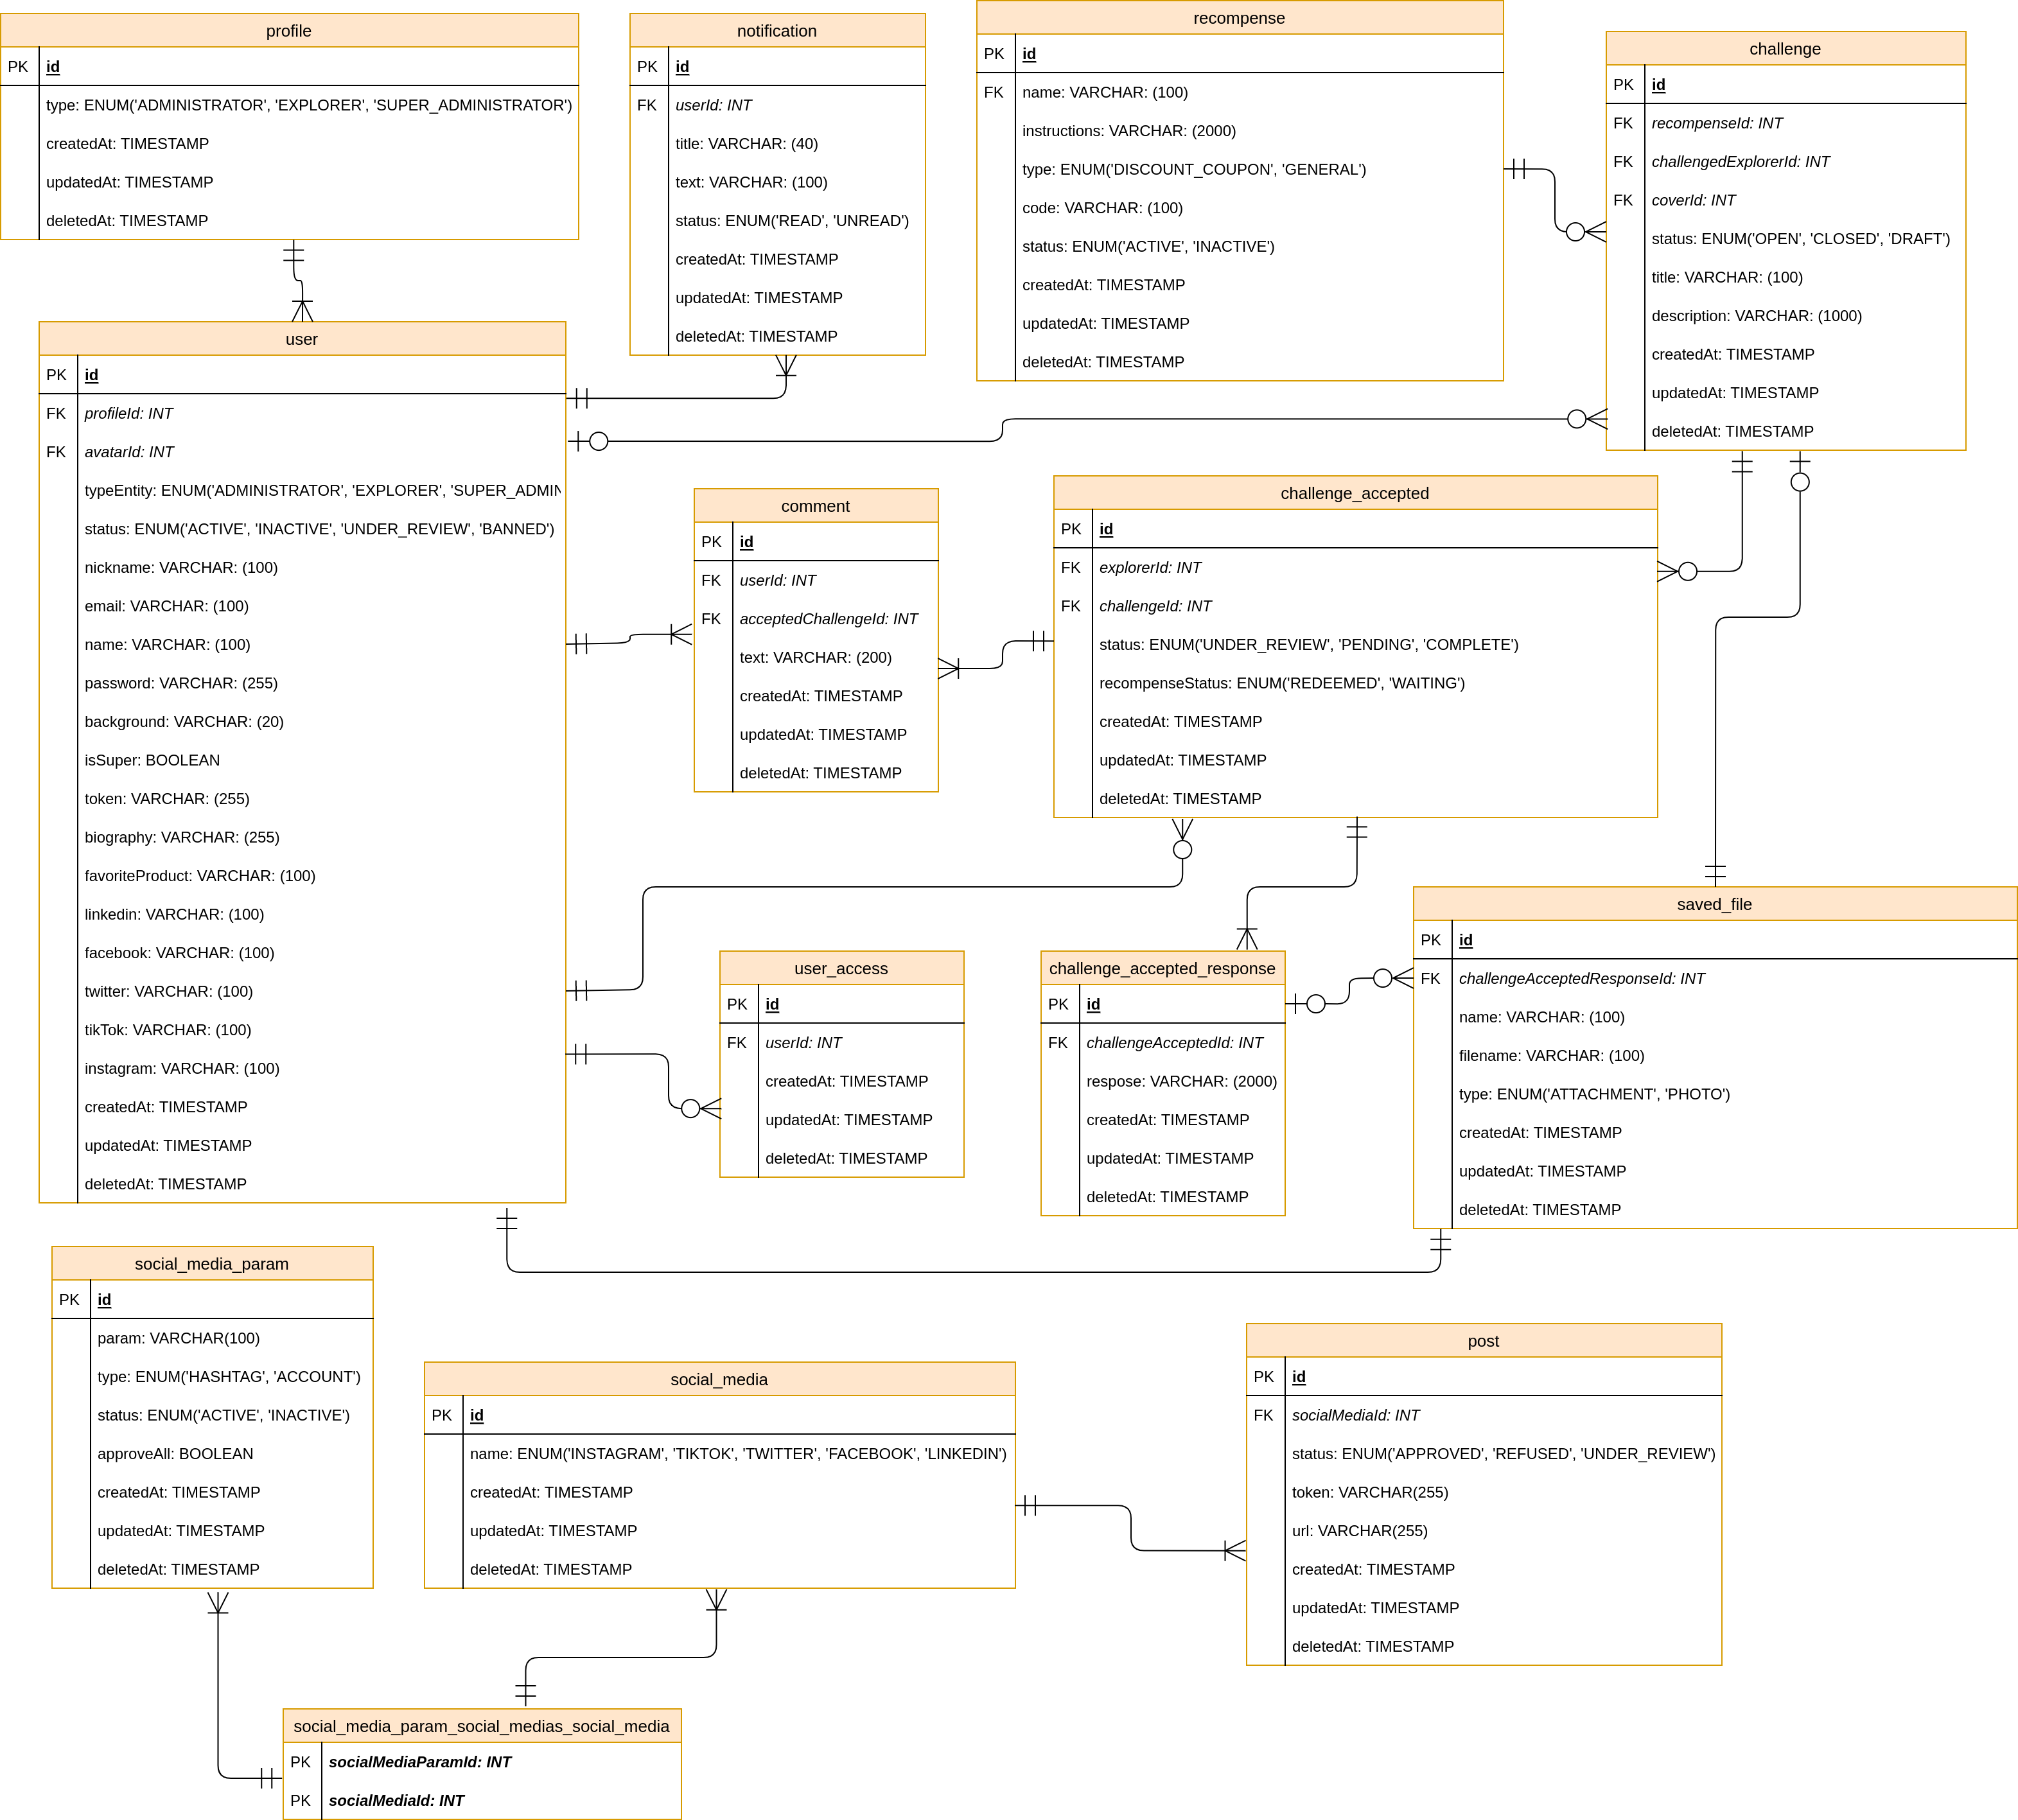 profile
PK id
type: ENUM('ADMINISTRATOR', 'EXPLORER', 'SUPER_ADMINISTRATOR')
createdAt: TIMESTAMP
updatedAt: TIMESTAMP
deletedAt: TIMESTAMP
notification
PK id
FK userId: INT
title: VARCHAR: (40)
text: VARCHAR: (100)
status: ENUM('READ', 'UNREAD')
createdAt: TIMESTAMP
updatedAt: TIMESTAMP
deletedAt: TIMESTAMP
recompense
PK id
FK name: VARCHAR: (100)
instructions: VARCHAR: (2000)
type: ENUM('DISCOUNT_COUPON', 'GENERAL')
code: VARCHAR: (100)
status: ENUM('ACTIVE', 'INACTIVE')
createdAt: TIMESTAMP
updatedAt: TIMESTAMP
deletedAt: TIMESTAMP
challenge
PK id
FK recompenseId: INT
FK challengedExplorerId: INT
FK coverId: INT
status: ENUM('OPEN', 'CLOSED', 'DRAFT')
title: VARCHAR: (100)
description: VARCHAR: (1000)
createdAt: TIMESTAMP
updatedAt: TIMESTAMP
deletedAt: TIMESTAMP
user
PK id
FK profileId: INT
FK avatarId: INT
typeEntity: ENUM('ADMINISTRATOR', 'EXPLORER', 'SUPER_ADMIN
status: ENUM('ACTIVE', 'INACTIVE', 'UNDER_REVIEW', 'BANNED')
nickname: VARCHAR: (100)
email: VARCHAR: (100)
name: VARCHAR: (100)
password: VARCHAR: (255)
background: VARCHAR: (20)
isSuper: BOOLEAN
token: VARCHAR: (255)
biography: VARCHAR: (255)
favoriteProduct: VARCHAR: (100)
linkedin: VARCHAR: (100)
facebook: VARCHAR: (100)
twitter: VARCHAR: (100)
tikTok: VARCHAR: (100)
instagram: VARCHAR: (100)
createdAt: TIMESTAMP
updatedAt: TIMESTAMP
deletedAt: TIMESTAMP
comment
PK id
FK userId: INT
FK acceptedChallengeId: INT
text: VARCHAR: (200)
createdAt: TIMESTAMP
updatedAt: TIMESTAMP
deletedAt: TIMESTAMP
challenge_accepted
PK id
FK explorerId: INT
FK challengeId: INT
status: ENUM('UNDER_REVIEW', 'PENDING', 'COMPLETE')
recompenseStatus: ENUM('REDEEMED', 'WAITING')
createdAt: TIMESTAMP
updatedAt: TIMESTAMP
deletedAt: TIMESTAMP
user_access
PK id
FK userId: INT
createdAt: TIMESTAMP
updatedAt: TIMESTAMP
deletedAt: TIMESTAMP
challenge_accepted_response
PK id
FK challengeAcceptedId: INT
respose: VARCHAR: (2000)
createdAt: TIMESTAMP
updatedAt: TIMESTAMP
deletedAt: TIMESTAMP
saved_file
PK id
FK challengeAcceptedResponseId: INT
name: VARCHAR: (100)
filename: VARCHAR: (100)
type: ENUM('ATTACHMENT', 'PHOTO')
createdAt: TIMESTAMP
updatedAt: TIMESTAMP
deletedAt: TIMESTAMP
social_media_param
PK id
param: VARCHAR(100)
type: ENUM('HASHTAG', 'ACCOUNT')
status: ENUM('ACTIVE', 'INACTIVE')
approveAll: BOOLEAN
createdAt: TIMESTAMP
updatedAt: TIMESTAMP
deletedAt: TIMESTAMP
social_media
PK id
name: ENUM('INSTAGRAM', 'TIKTOK', 'TWITTER', 'FACEBOOK', 'LINKEDIN')
createdAt: TIMESTAMP
updatedAt: TIMESTAMP
deletedAt: TIMESTAMP
post
PK id
FK socialMediaId: INT
status: ENUM('APPROVED', 'REFUSED', 'UNDER_REVIEW')
token: VARCHAR(255)
url: VARCHAR(255)
createdAt: TIMESTAMP
updatedAt: TIMESTAMP
deletedAt: TIMESTAMP
social_media_param_social_medias_social_media
PK socialMediaParamId: INT
PK socialMediaId: INT